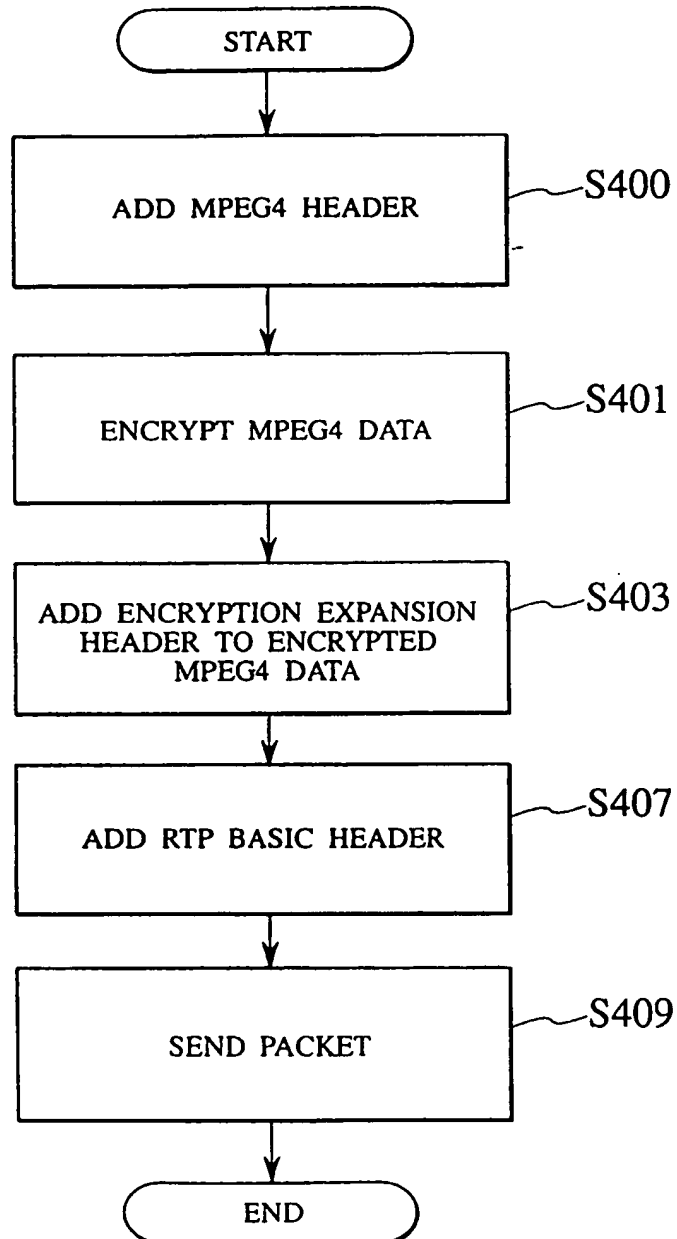 START
ADD MPEG4 HEADER
S400
ENCRYPT MPEG4 DATA
S401
ADD ENCRYPTION EXPANSION
HEADER TO ENCRYPTED
MPEG4 DATA
S403
ADD RTP BASIC HEADER
S407
SEND PACKET
S409
END